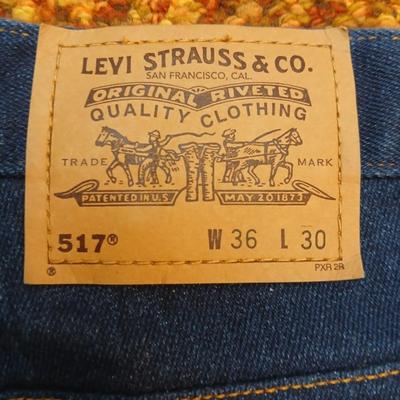 LEVI STRAUSS & CO.
SAN FRANCISCO, CAL.
ORIGINAL RIVETED
QUALITY CLOTHING
TRADE MARK
PATENTED IN U.S MAY 20 1873
517® W 36 L 30
® PXR 2R